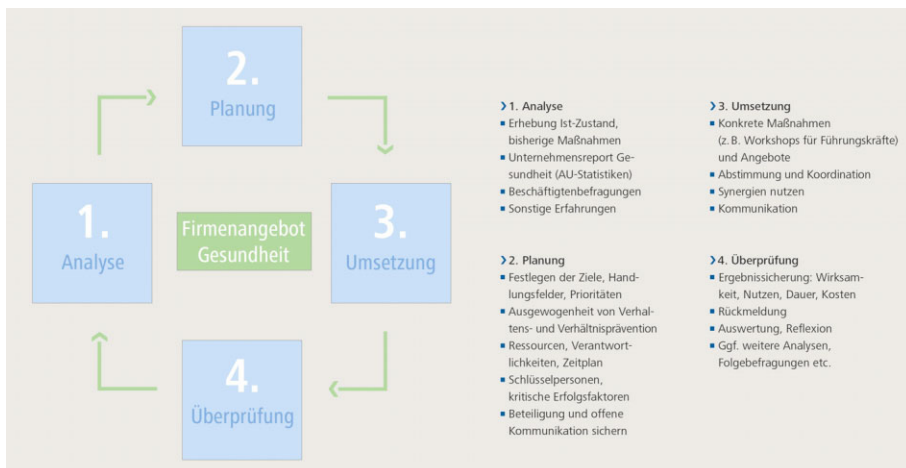 2.
Planung
1.
Analyse
Firmenangebot
Gesundheit
3.
Umsetzung
4.
Überprüfung
1. Analyse
Erhebung Ist-Zustand,
bisherige Maßnahmen
Unternehmensreport Ge-
sundheit (AU-Statistiken)
Beschäftigtenbefragungen
Sonstige Erfahrungen
2. Planung
Festlegen der Ziele, Hand-
lungsfelder, Prioritäten
Ausgewogenheit von Verhal-
tens- und Verhältnisprävention
Ressourcen, Verantwort-
lichkeiten, Zeitplan
Schlüsselpersonen,
kritische Erfolgsfaktoren
Beteiligung und offene
Kommunikation sichern
3. Umsetzung
Konkrete Maßnahmen
(z. B. Workshops für Führungskräfte)
und Angebote
Abstimmung und Koordination
Synergien nutzen
Kommunikation
4. Überprüfung
Ergebnissicherung: Wirksam-
keit, Nutzen, Dauer, Kosten
Rückmeldung
Auswertung, Reflexion
Ggf. weitere Analysen,
Folgebefragungen etc.